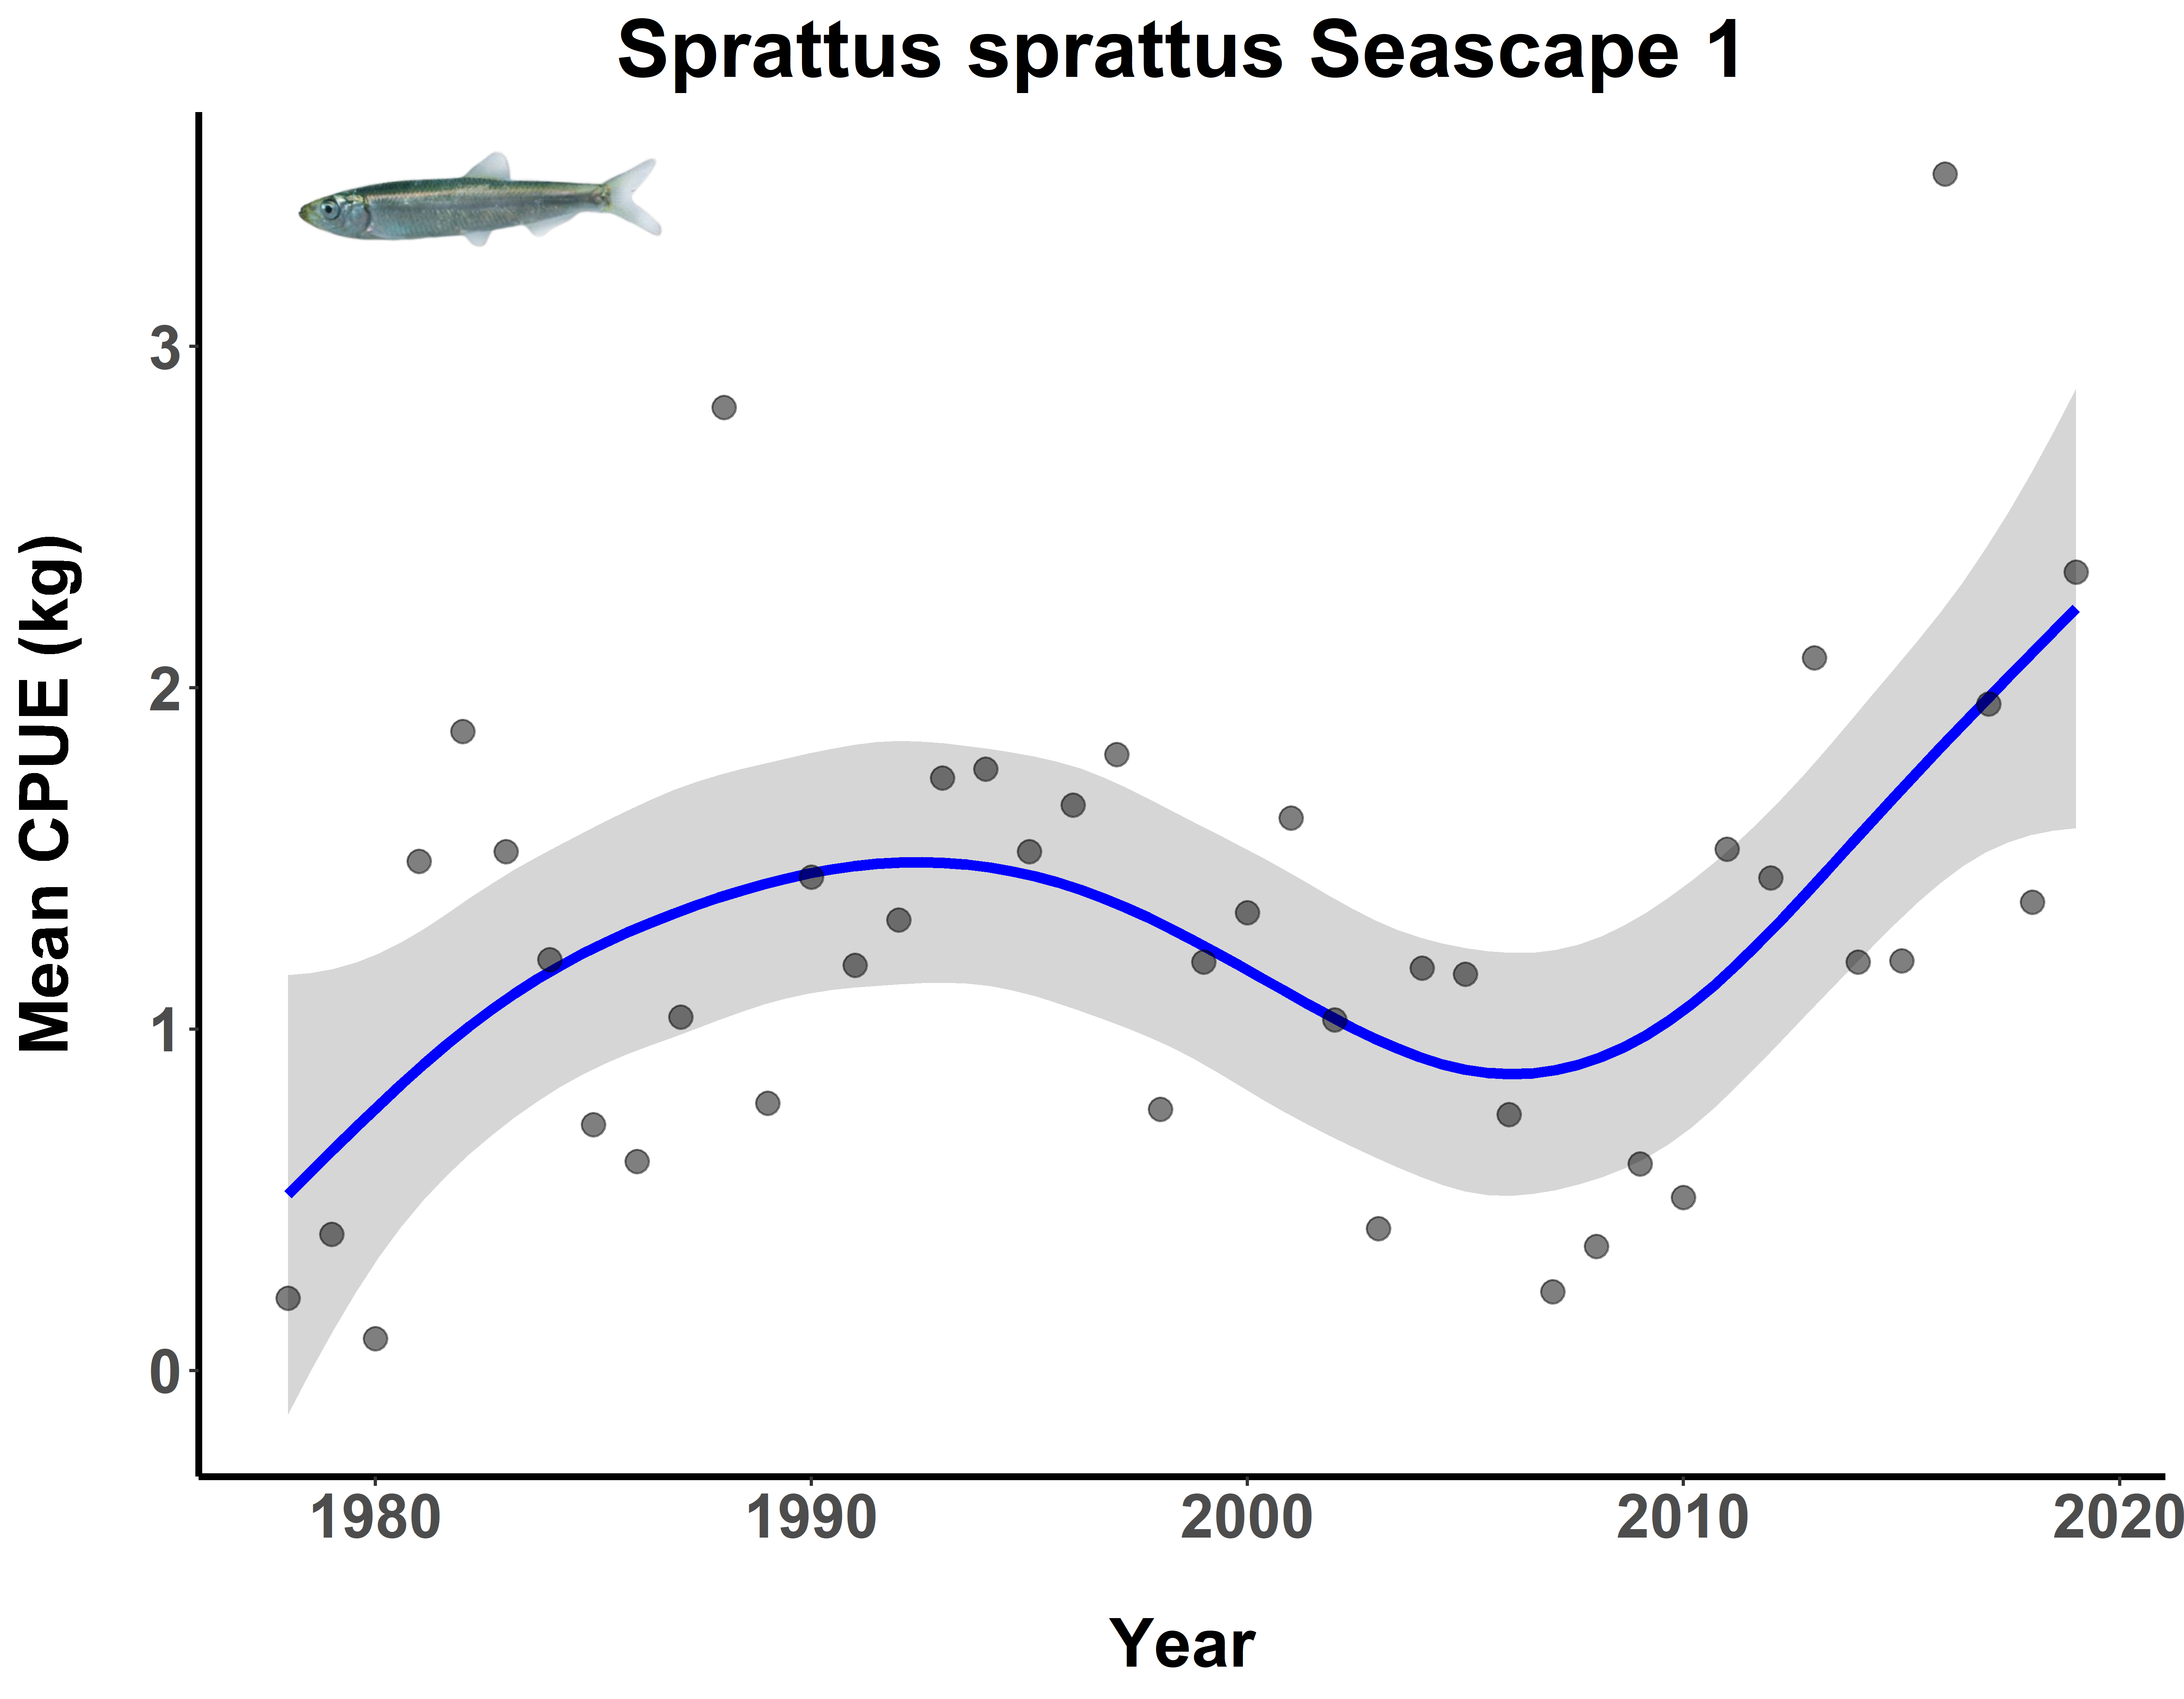 Sprattus sprattus Seascape 1
Mean CPUE (kg)
3
2
1
0
1980 1990 2000 2010 2020
Year